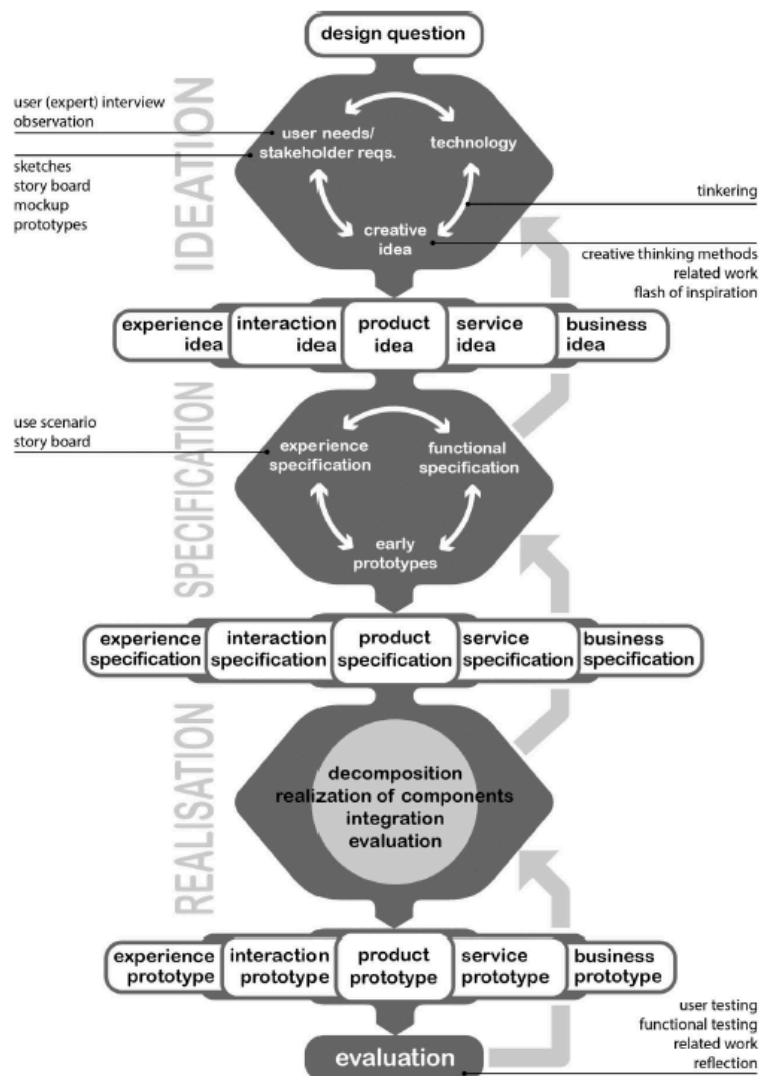 design question
IDEATION
user (expert) interview
observation
sketches
story board
mockup
prototypes
user needs/
stakeholder reqs.
technology
creative
idea
tinkering
creative thinking methods
related work
flash of inspiration
experience
idea
interaction
idea
product
idea
service
idea
business
idea
SPECIFICATION
use scenario
story board
experience
specification
functional
specification
early
prototypes
experience
specification
interaction
specification
product
specification
service
specification
business
specification
REALISATION
decomposition
realization of components
integration
evaluation
experience
prototype
interaction
prototype
product
prototype
service
prototype
business
prototype
evaluation
user testing
functional testing
related work
reflection